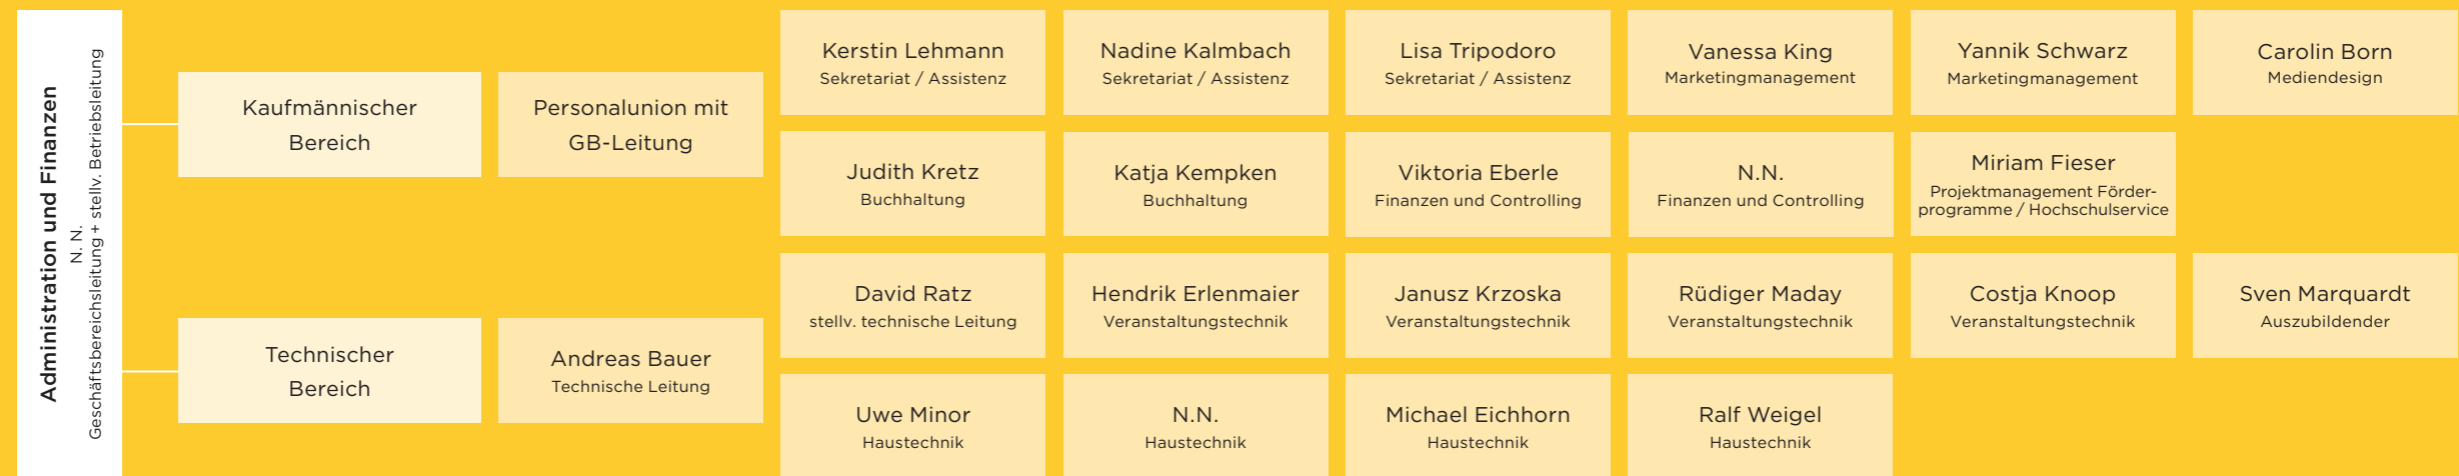 Administration und Finanzen
N. N.
Geschäftsbereichsleitung + stellv. Betriebsleitung
Kaufmännischer
Bereich
Personalunion mit
GB-Leitung
Kerstin Lehmann
Sekretariat / Assistenz
Nadine Kalmbach
Sekretariat / Assistenz
Lisa Tripodoro
Sekretariat / Assistenz
Vanessa King
Marketingmanagement
Yannik Schwarz
Marketingmanagement
Carolin Born
Mediendesign
Judith Kretz
Buchhaltung
Katja Kempken
Buchhaltung
Viktoria Eberle
Finanzen und Controlling
N.N.
Finanzen und Controlling
Miriam Fieser
Projektmanagement Förder-
programme / Hochschulservice
Technischer
Bereich
Andreas Bauer
Technische Leitung
David Ratz
stellv. technische Leitung
Hendrik Erlenmaier
Veranstaltungstechnik
Janusz Krzoska
Veranstaltungstechnik
Rüdiger Maday
Veranstaltungstechnik
Costja Knoop
Veranstaltungstechnik
Sven Marquardt
Auszubildender
Uwe Minor
Haustechnik
N.N.
Haustechnik
Michael Eichhorn
Haustechnik
Ralf Weigel
Haustechnik